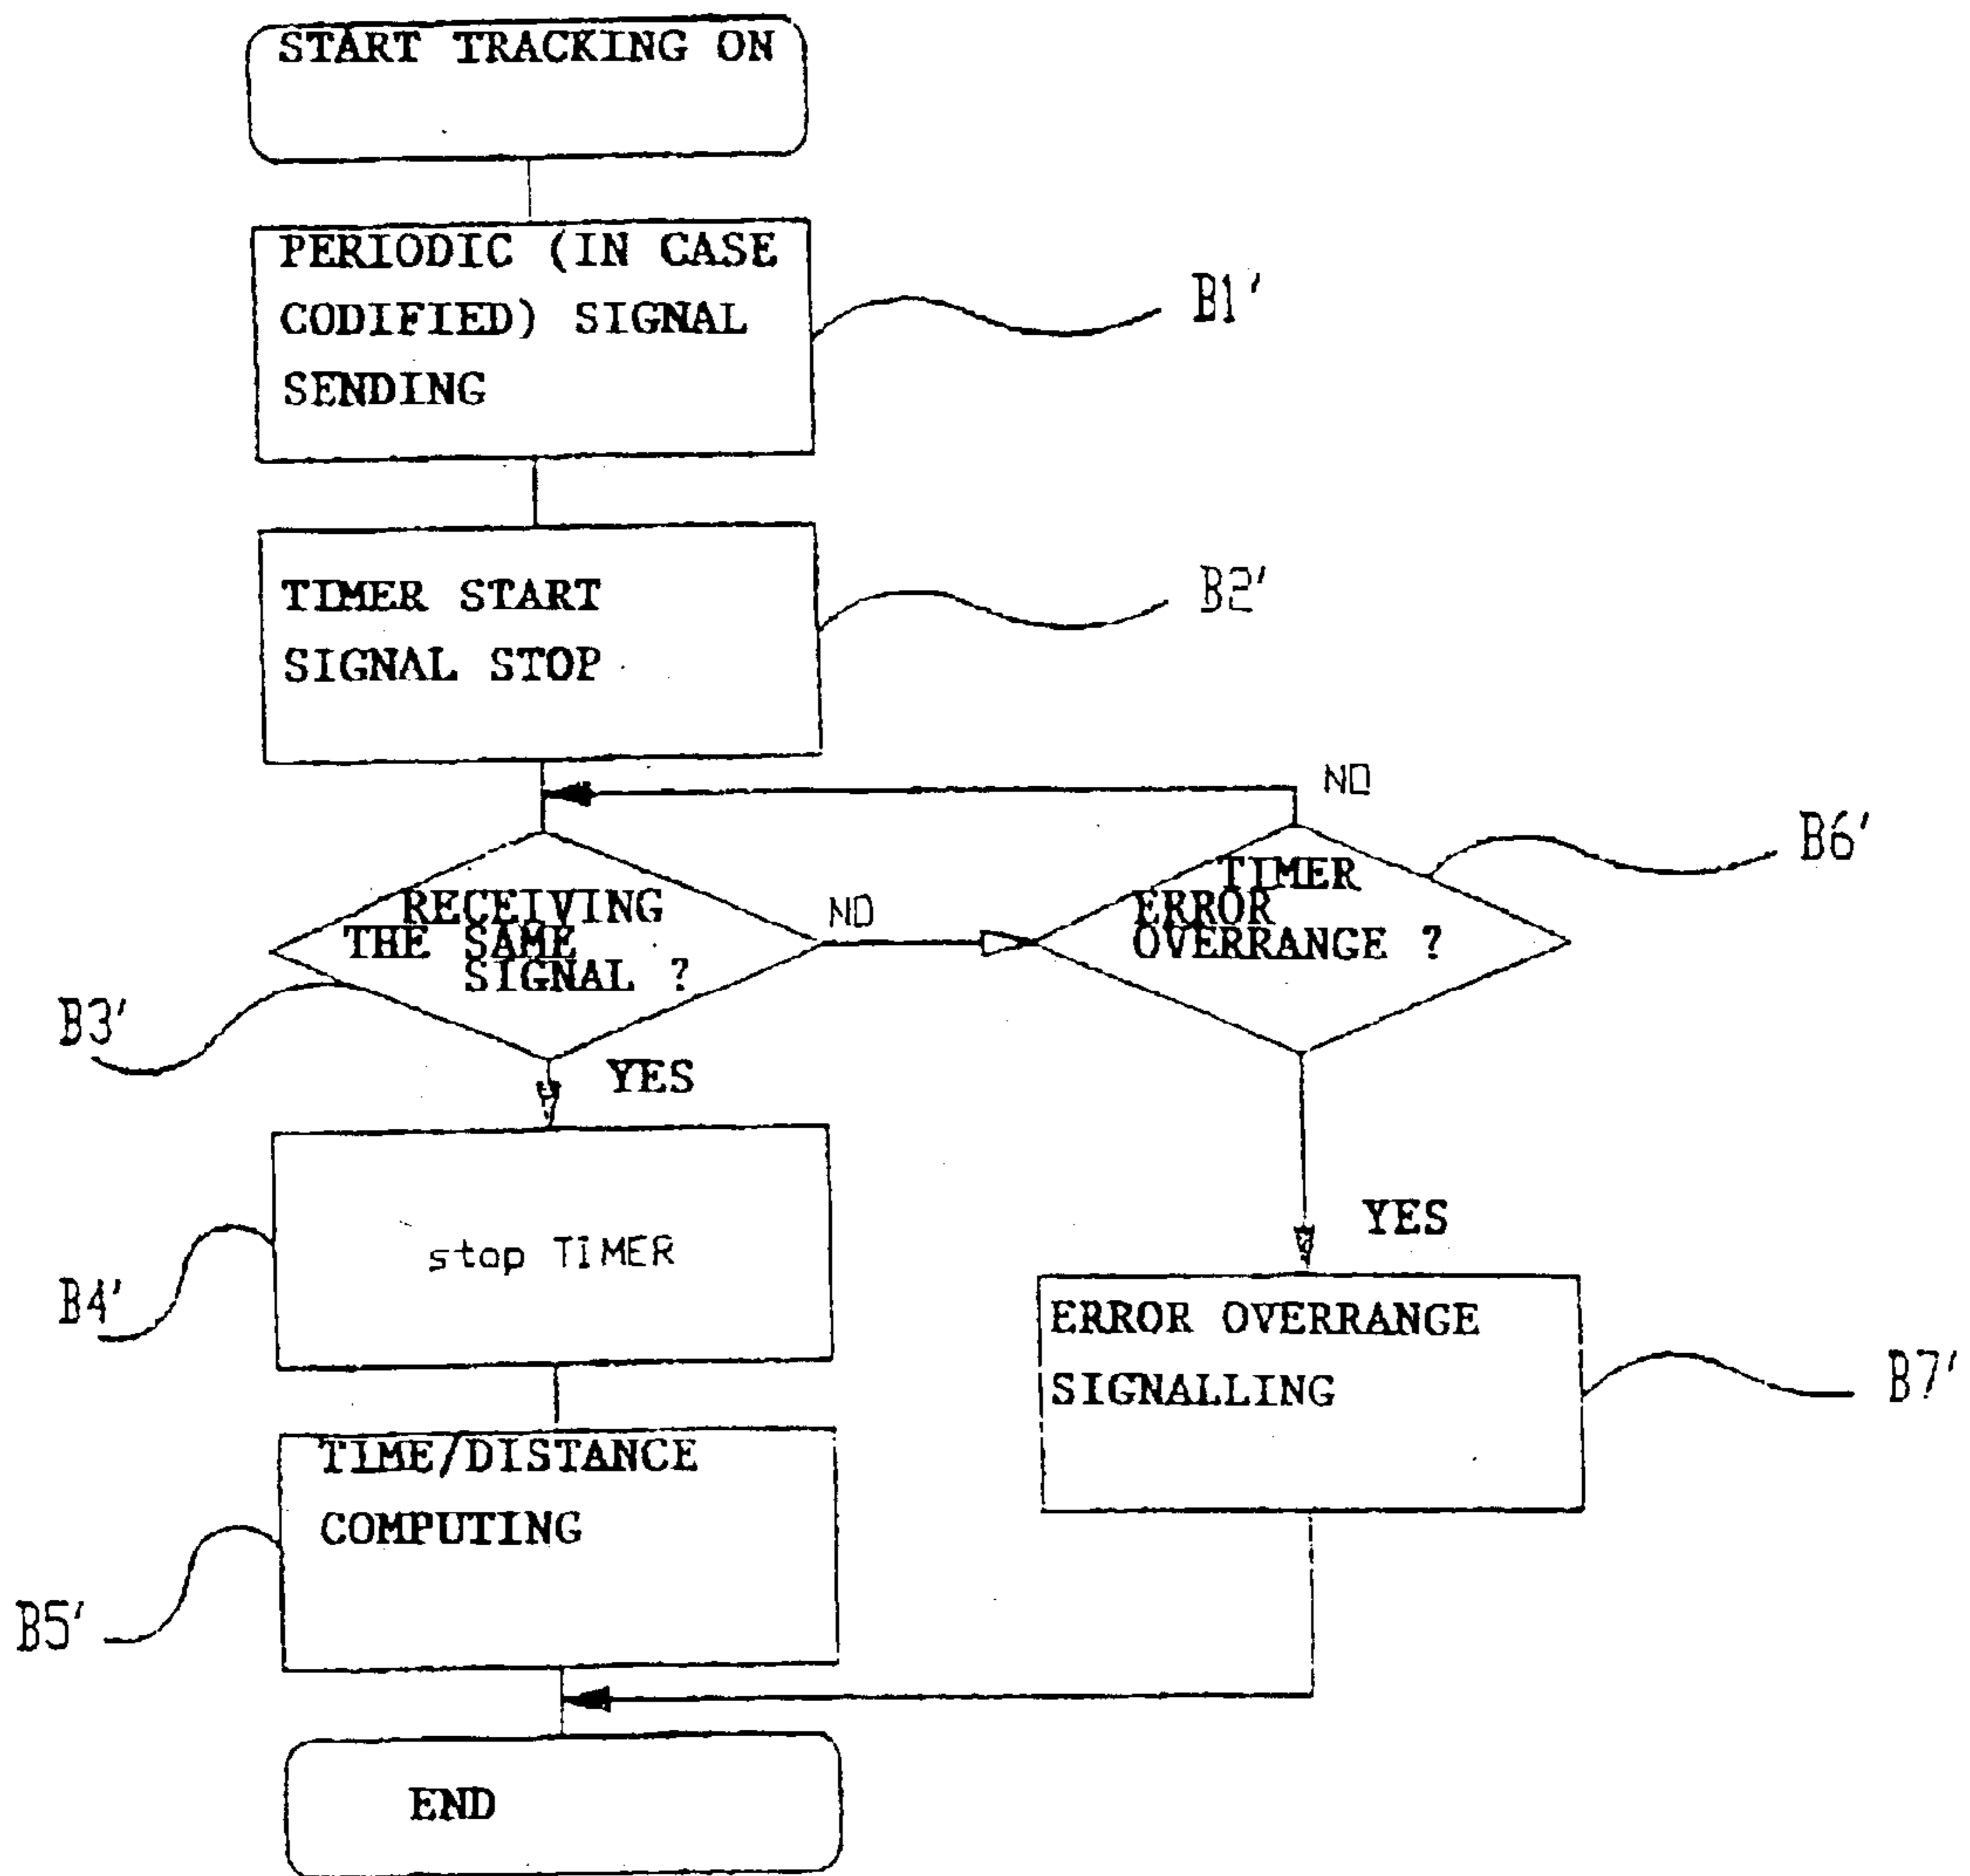 START TRACKING ON
PERIODIC (IN CASE
CODIFIED) SIGNAL
SENDING
B1'
TIMER START
SIGNAL STOP
B2'
NO
B6'
RECEIVING
THE SAME
SIGNAL ?
NO
TIMER
ERROR
OVERRANGE ?
B3'
YES
stop TIMER
B4'
YES
ERROR OVERRANGE
SIGNALLING
B7'
TIME/DISTANCE
COMPUTING
B5'
END